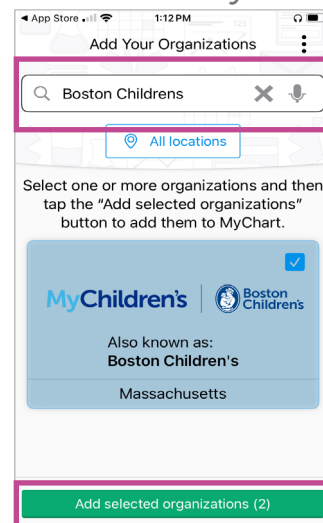 App Store
1:12 PM
Add Your Organizations
Boston Childrens
All locations
Select one or more organizations and then
tap the “Add selected organizations”
button to add them to MyChart.
MyChildren's
Boston
Children's
Also known as:
Boston Children's
Massachusetts
Add selected organizations (2)